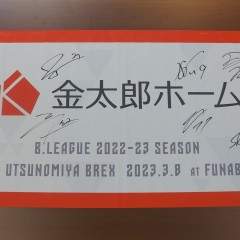 金太郎ホーム
B.LEAGUE 2022-23 SEASON
UTSUNOMIYA BREX 2023.3.8 AT FUNAB